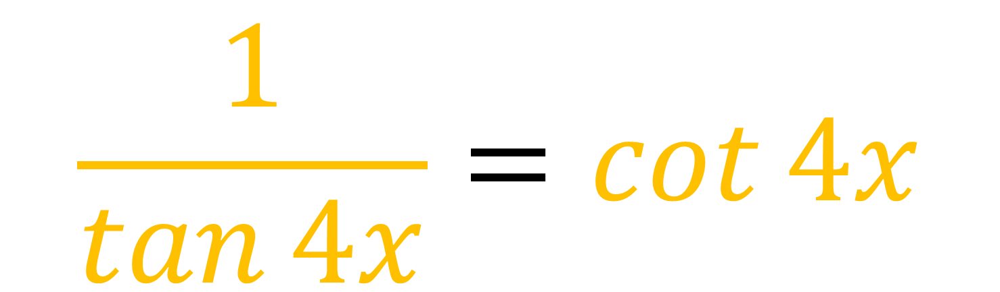 1
tan 4x = cot 4x